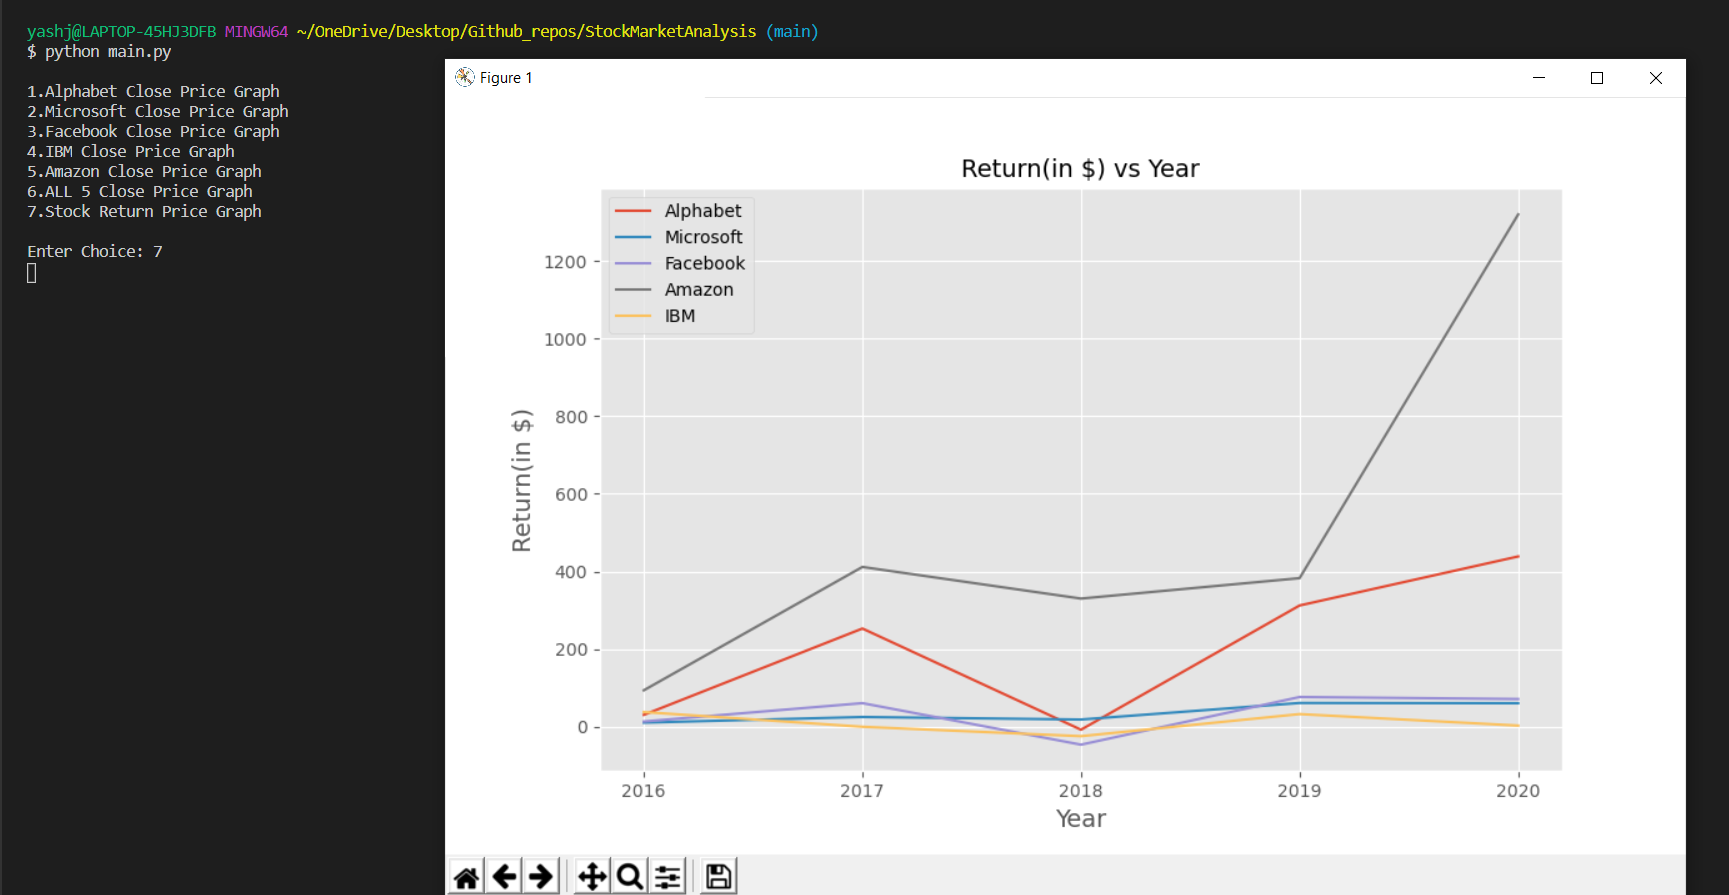 yashj@LAPTOP-45HJ3DFB MINGW64 ~/OneDrive/Desktop/Github_repos/StockMarketAnalysis (main)
$ python main.py
1.Alphabet Close Price Graph
2.Microsoft Close Price Graph
3.Facebook Close Price Graph
4.IBM Close Price Graph
5.Amazon Close Price Graph
6.ALL 5 Close Price Graph
7.Stock Return Price Graph
Enter Choice: 7
Figure 1
Return(in $) vs Year
Alphabet
Microsoft
Facebook
Amazon
IBM
Return(in $)
1200
1000
800
600
400
200
0
2016 2017 2018 2019 2020
Year